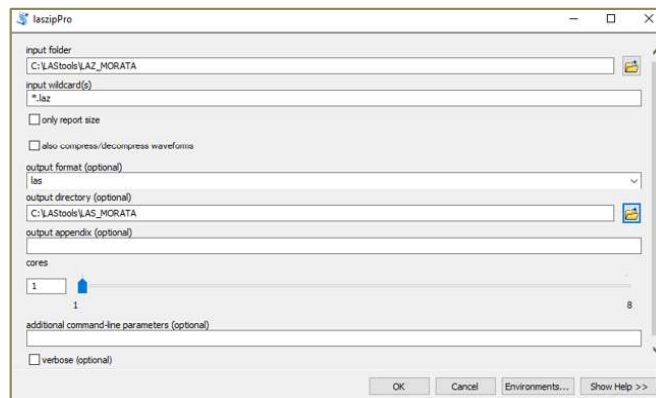 laszipPro
input folder
C:\LAStools\LAZ_MORATA
input wildcard(s)
*.laz
only report size
also compress/decompress waveforms
output format (optional)
las
output directory (optional)
C:\LAStools\LAS_MORATA
output appendix (optional)
cores
1
1 8
additional command-line parameters (optional)
verbose (optional)
OK Cancel Environments... Show Help >>